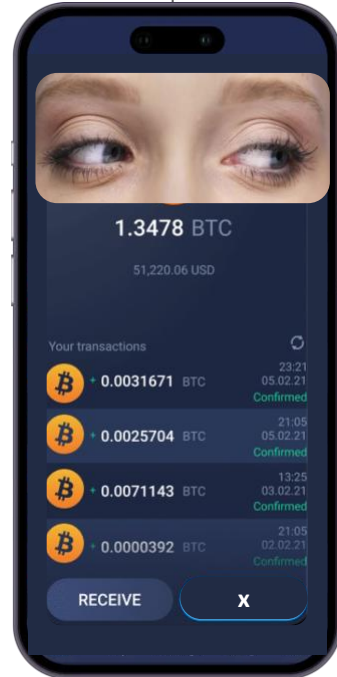 1.3478 BTC
51,220.06 USD
Your transactions
23:21
+ 0.0031671 BTC 05.02.21
Confirmed
21:05
+ 0.0025704 BTC 05.02.21
Confirmed
13:25
+ 0.0071143 BTC 03.02.21
Confirmed
21:05
+ 0.0000392 BTC 02.02.21
Confirmed
RECEIVE X